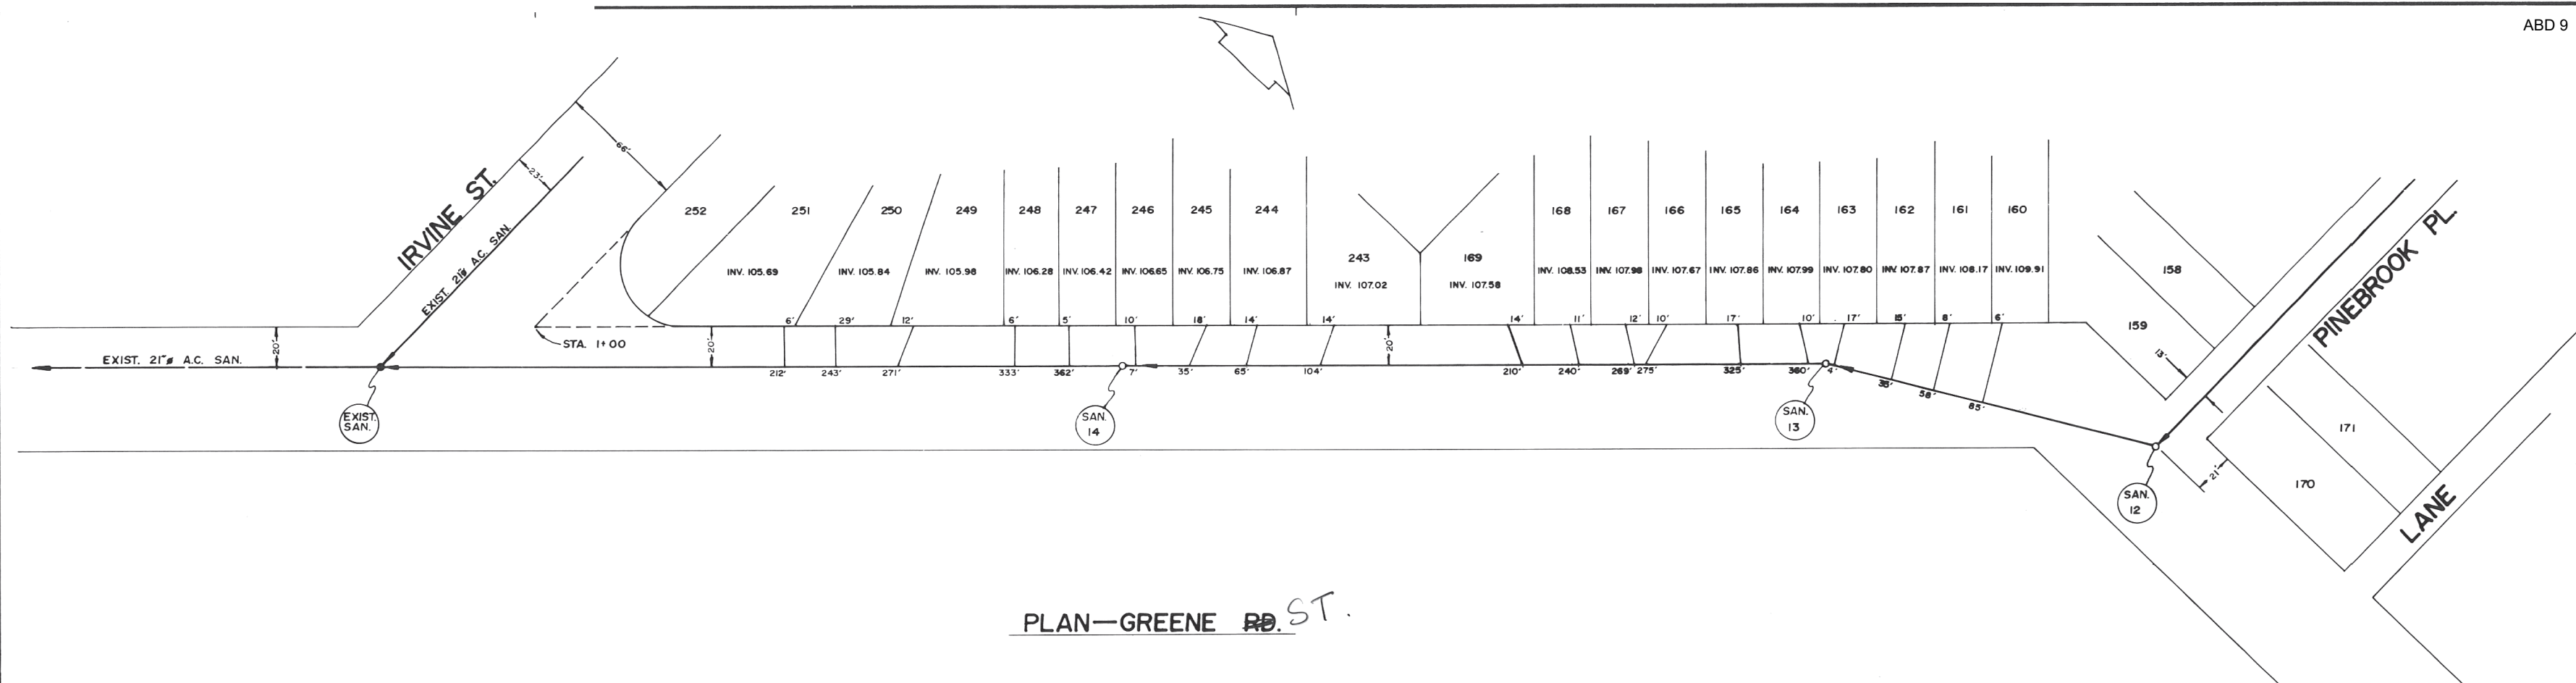 ABD 9
66'
23'
IRVINE ST.
EXIST. 21"ø A.C. SAN.
252 251 250 249 248 247 246 245 244 243 169 168 167 166 165 164 163 162 161 160
INV. 105.69 INV. 105.84 INV. 105.98 INV. 106.28 INV. 106.42 INV. 106.65 INV. 106.75 INV. 106.87 INV. 107.02 INV. 107.58 INV. 108.53 INV. 107.98 INV. 107.67 INV. 107.86 INV. 107.99 INV. 107.80 INV. 107.87 INV. 108.17 INV. 109.91
6' 29' 12' 6' 5' 10' 18' 14' 14' 14' 11' 12' 10' 17' 10' 17' 15' 8' 6'
STA. 1+00
20' 20' 20'
EXIST. 21"ø A.C. SAN.
212' 243' 271' 333' 362' 7' 35' 65' 104' 210' 240' 269' 275' 325' 360' 4' 58' 85'
EXIST.
SAN.
SAN.
14
SAN.
13
SAN.
12
158
159
13'
PINEBROOK PL.
171
170
21'
LANE
PLAN—GREENE RD. ST.